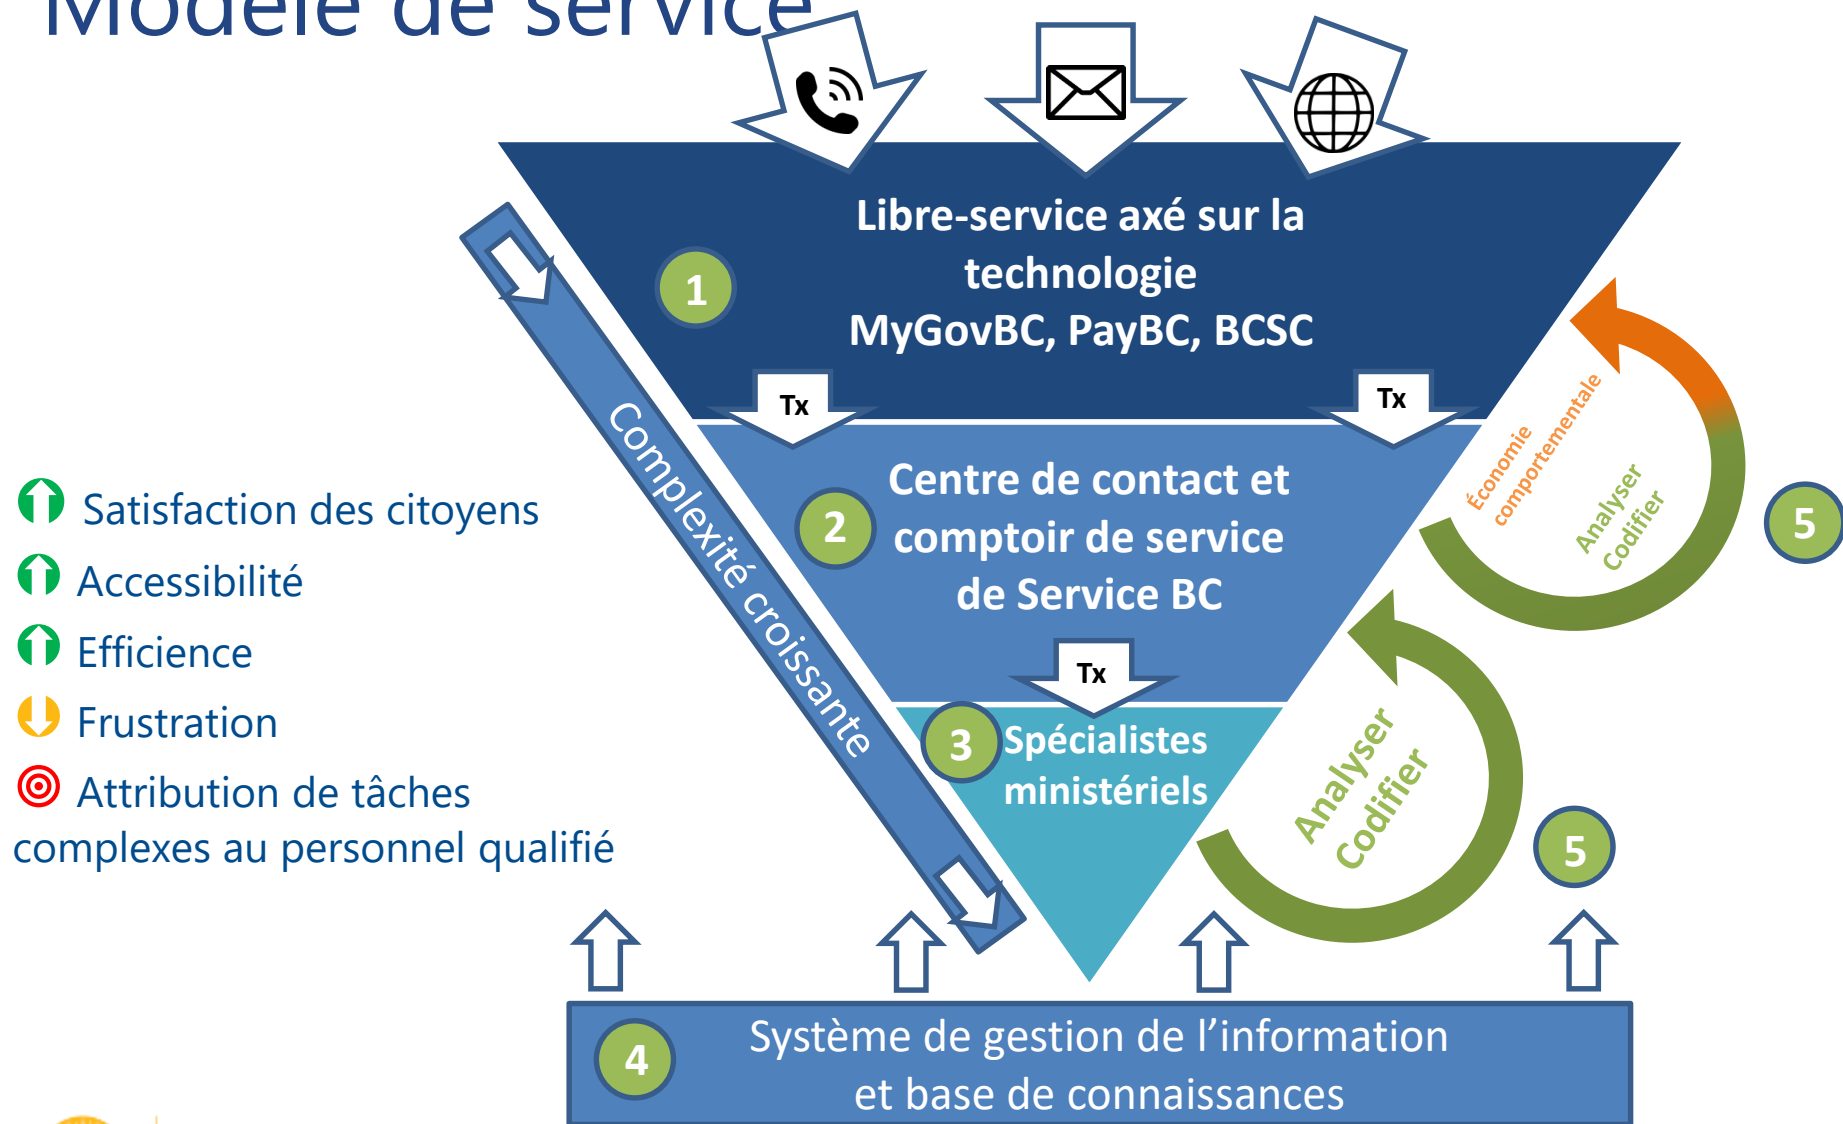 Modèle de service
Libre-service axé sur la
technologie
MyGovBC, PayBC, BCSC
1
Tx
Tx
Complexité croissante
Centre de contact et
comptoir de service
de Service BC
2
Tx
Économie
comportementale
Analyser
Codifier
5
3
Spécialistes
ministériels
Analyser
Codifier
5
Satisfaction des citoyens
Accessibilité
Efficience
Frustration
Attribution de tâches
complexes au personnel qualifié
4
Système de gestion de l’information
et base de connaissances